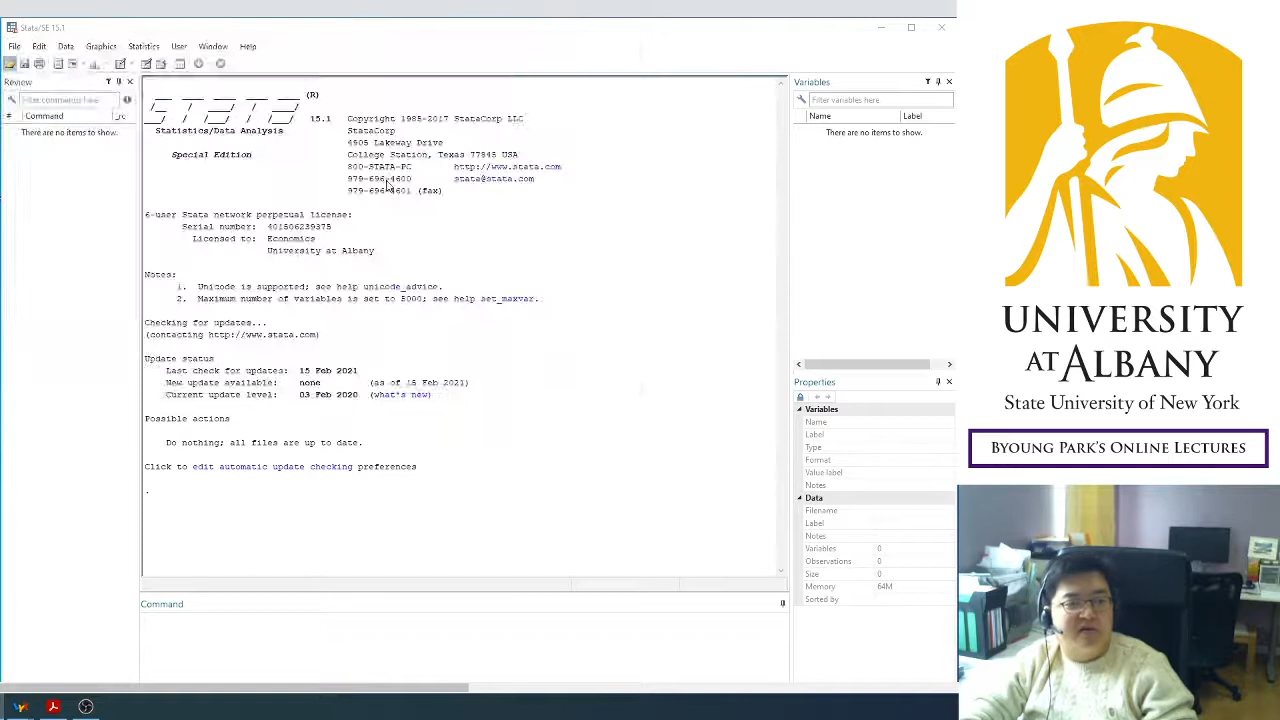 Stata/SE 15.1
File Edit Data Graphics Statistics User Window Help
Review
Filter commands here
# Command _rc
There are no items to show.
STATA (R)
15.1 Copyright 1985-2017 StataCorp LLC
Statistics/Data Analysis StataCorp
4905 Lakeway Drive
Special Edition College Station, Texas 77845 USA
800-STATA-PC http://www.stata.com
979-696-4600 stata@stata.com
979-696-4601 (fax)
6-user Stata network perpetual license:
Serial number: 401506239375
Licensed to: Economics
University at Albany
Notes:
1. Unicode is supported; see help unicode_advice.
2. Maximum number of variables is set to 5000; see help set_maxvar.
Checking for updates...
(contacting http://www.stata.com)
Update status
Last check for updates: 15 Feb 2021
New update available: none (as of 15 Feb 2021)
Current update level: 03 Feb 2020 (what's new)
Possible actions
Do nothing; all files are up to date.
Click to edit automatic update checking preferences
.
Command
Variables
Filter variables here
Name Label
There are no items to show.
Properties
Variables
Name
Label
Type
Format
Value label
Notes
Data
Filename
Label
Notes
Variables 0
Observations 0
Size 0
Memory 64M
Sorted by
UNIVERSITY
AT ALBANY
State University of New York
BYOUNG PARK'S ONLINE LECTURES